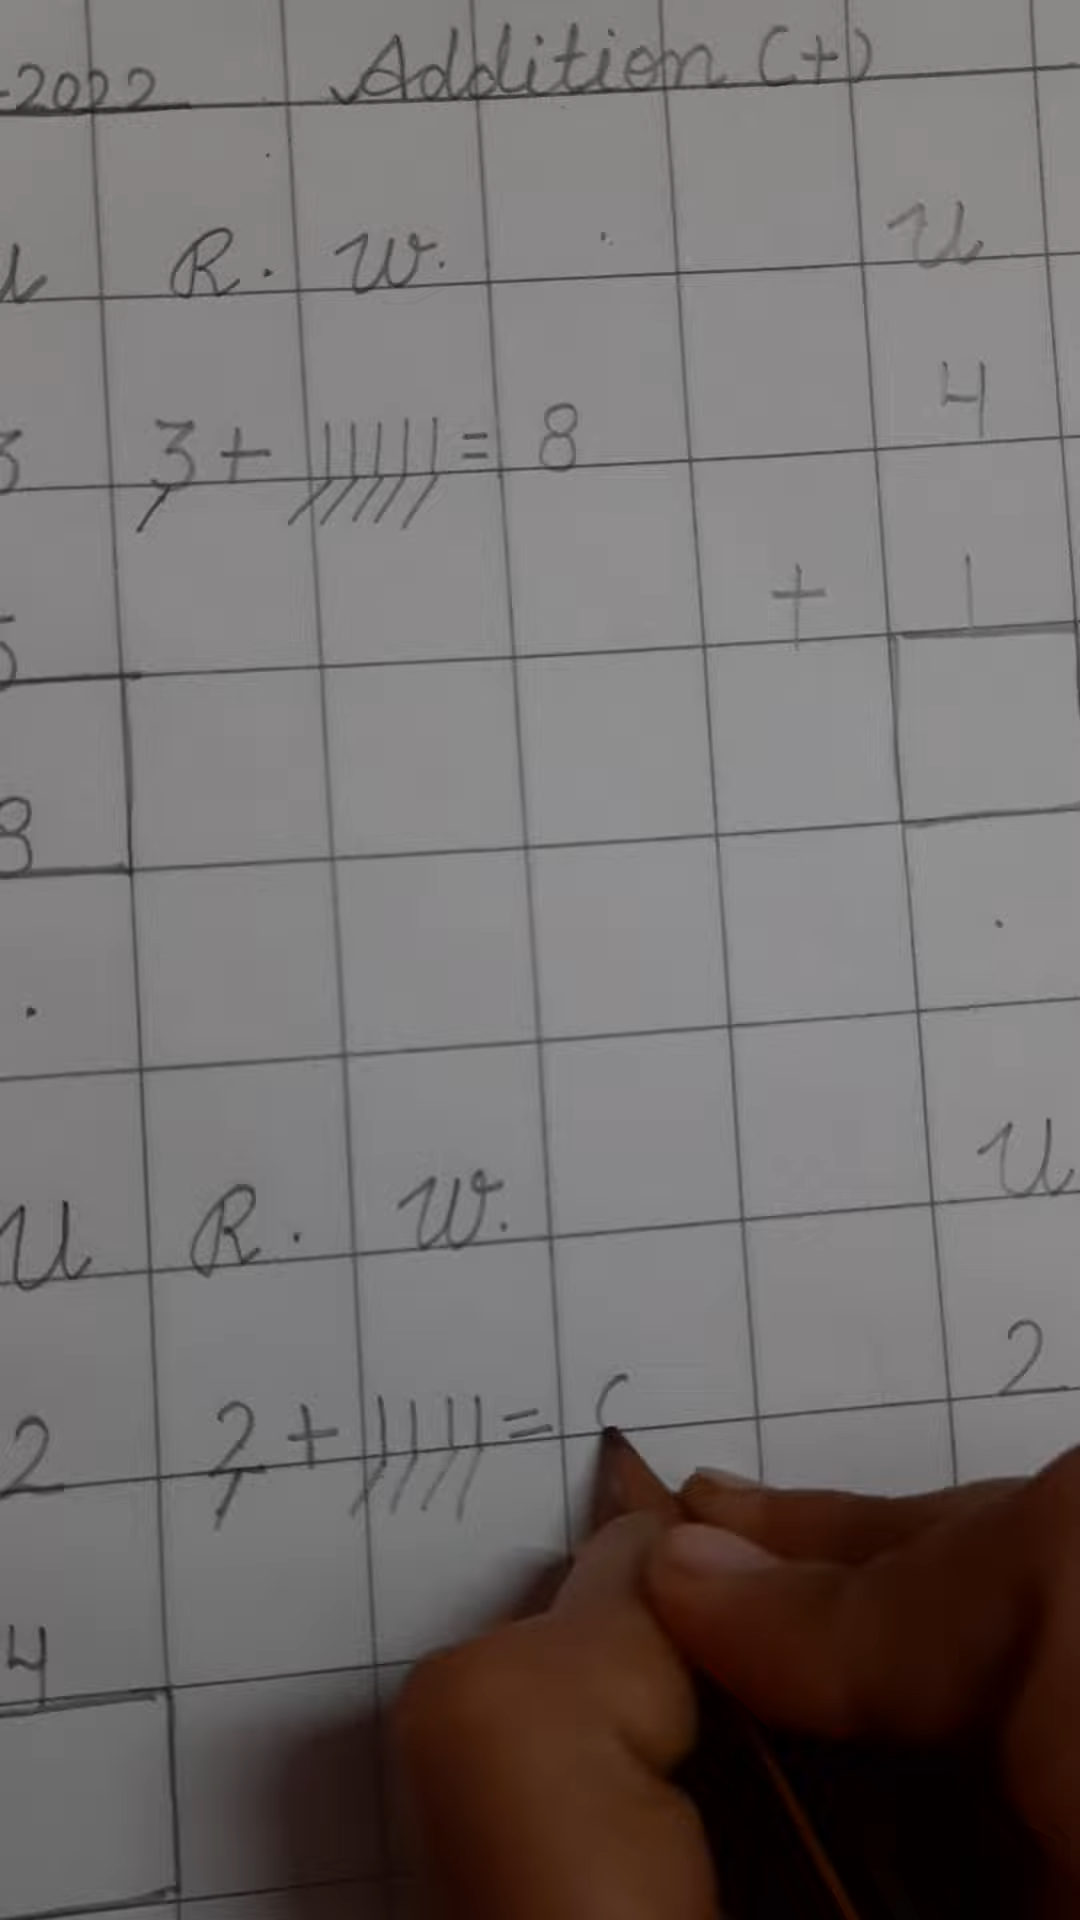 -2022 Addition (+)
U R. W. U
3 3 + ||||| = 8 4
5 + 1
8
U R. W. U
2 2 + |||| = 2
4